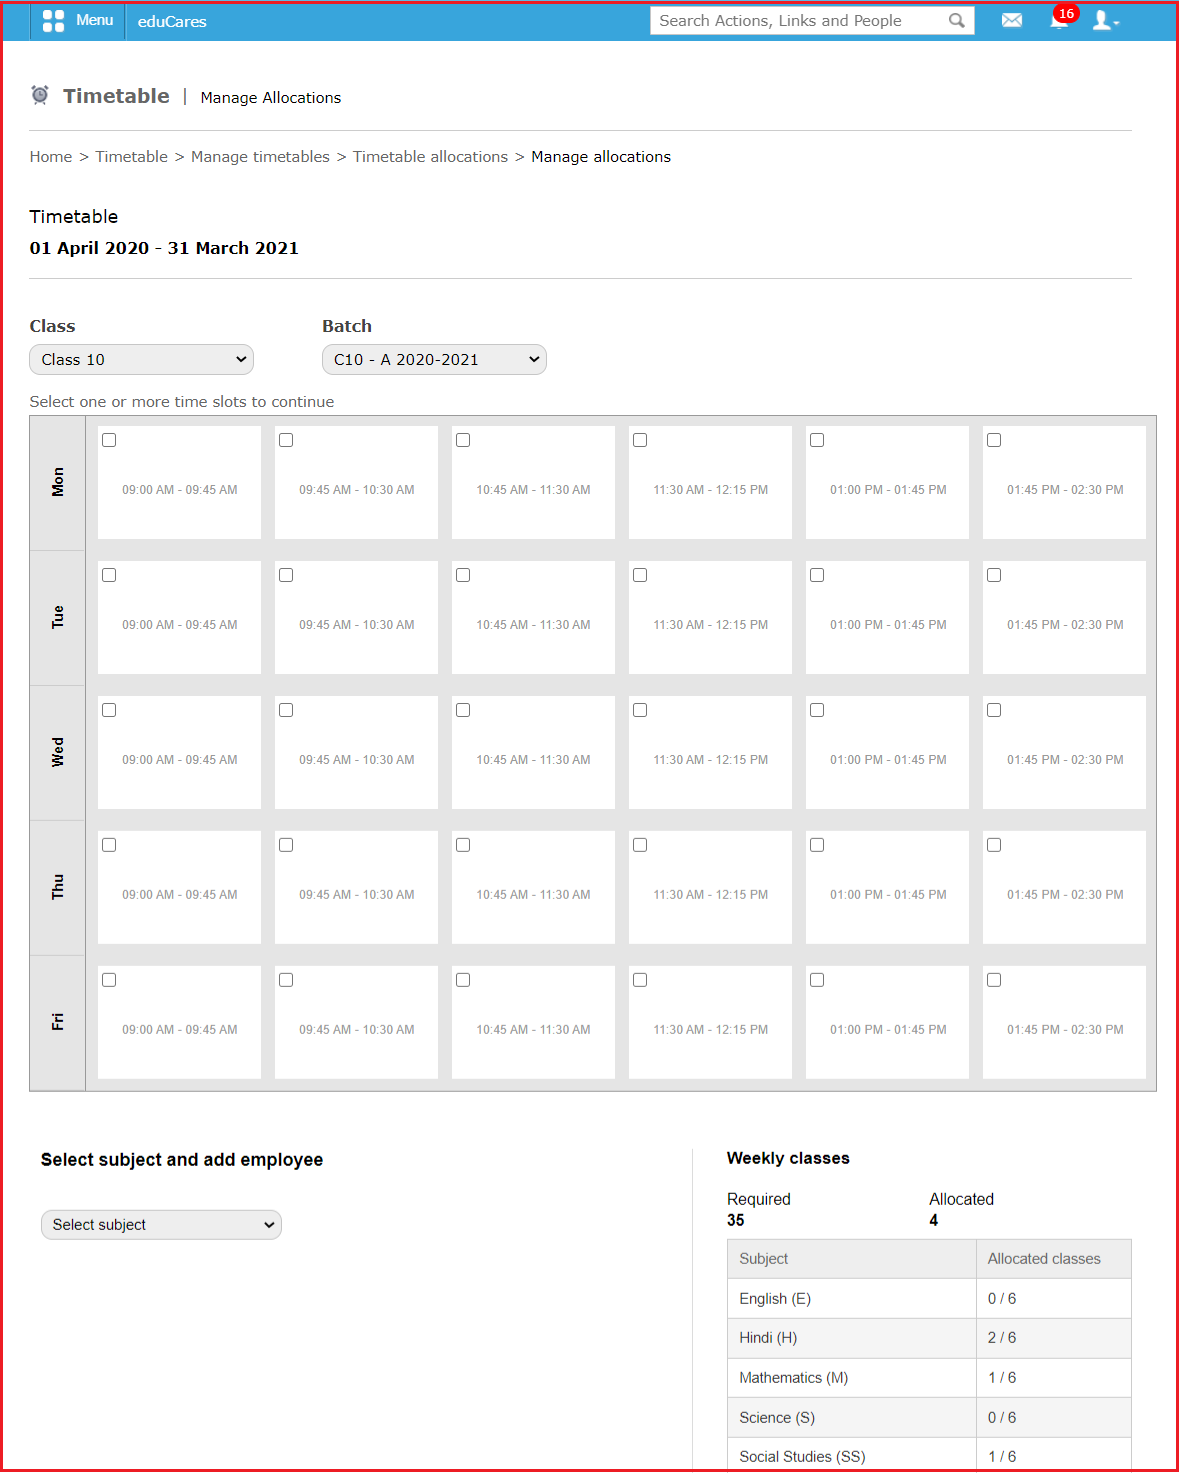 Menu eduCares Search Actions, Links and People 16
Timetable | Manage Allocations
Home > Timetable > Manage timetables > Timetable allocations > Manage allocations
Timetable
01 April 2020 - 31 March 2021
Class Batch
Class 10 C10 - A 2020-2021
Select one or more time slots to continue
Mon 09:00 AM - 09:45 AM 09:45 AM - 10:30 AM 10:45 AM - 11:30 AM 11:30 AM - 12:15 PM 01:00 PM - 01:45 PM 01:45 PM - 02:30 PM
Tue 09:00 AM - 09:45 AM 09:45 AM - 10:30 AM 10:45 AM - 11:30 AM 11:30 AM - 12:15 PM 01:00 PM - 01:45 PM 01:45 PM - 02:30 PM
Wed 09:00 AM - 09:45 AM 09:45 AM - 10:30 AM 10:45 AM - 11:30 AM 11:30 AM - 12:15 PM 01:00 PM - 01:45 PM 01:45 PM - 02:30 PM
Thu 09:00 AM - 09:45 AM 09:45 AM - 10:30 AM 10:45 AM - 11:30 AM 11:30 AM - 12:15 PM 01:00 PM - 01:45 PM 01:45 PM - 02:30 PM
Fri 09:00 AM - 09:45 AM 09:45 AM - 10:30 AM 10:45 AM - 11:30 AM 11:30 AM - 12:15 PM 01:00 PM - 01:45 PM 01:45 PM - 02:30 PM
Select subject and add employee
Select subject
Weekly classes
Required Allocated
35 4
Subject Allocated classes
English (E) 0 / 6
Hindi (H) 2 / 6
Mathematics (M) 1 / 6
Science (S) 0 / 6
Social Studies (SS) 1 / 6